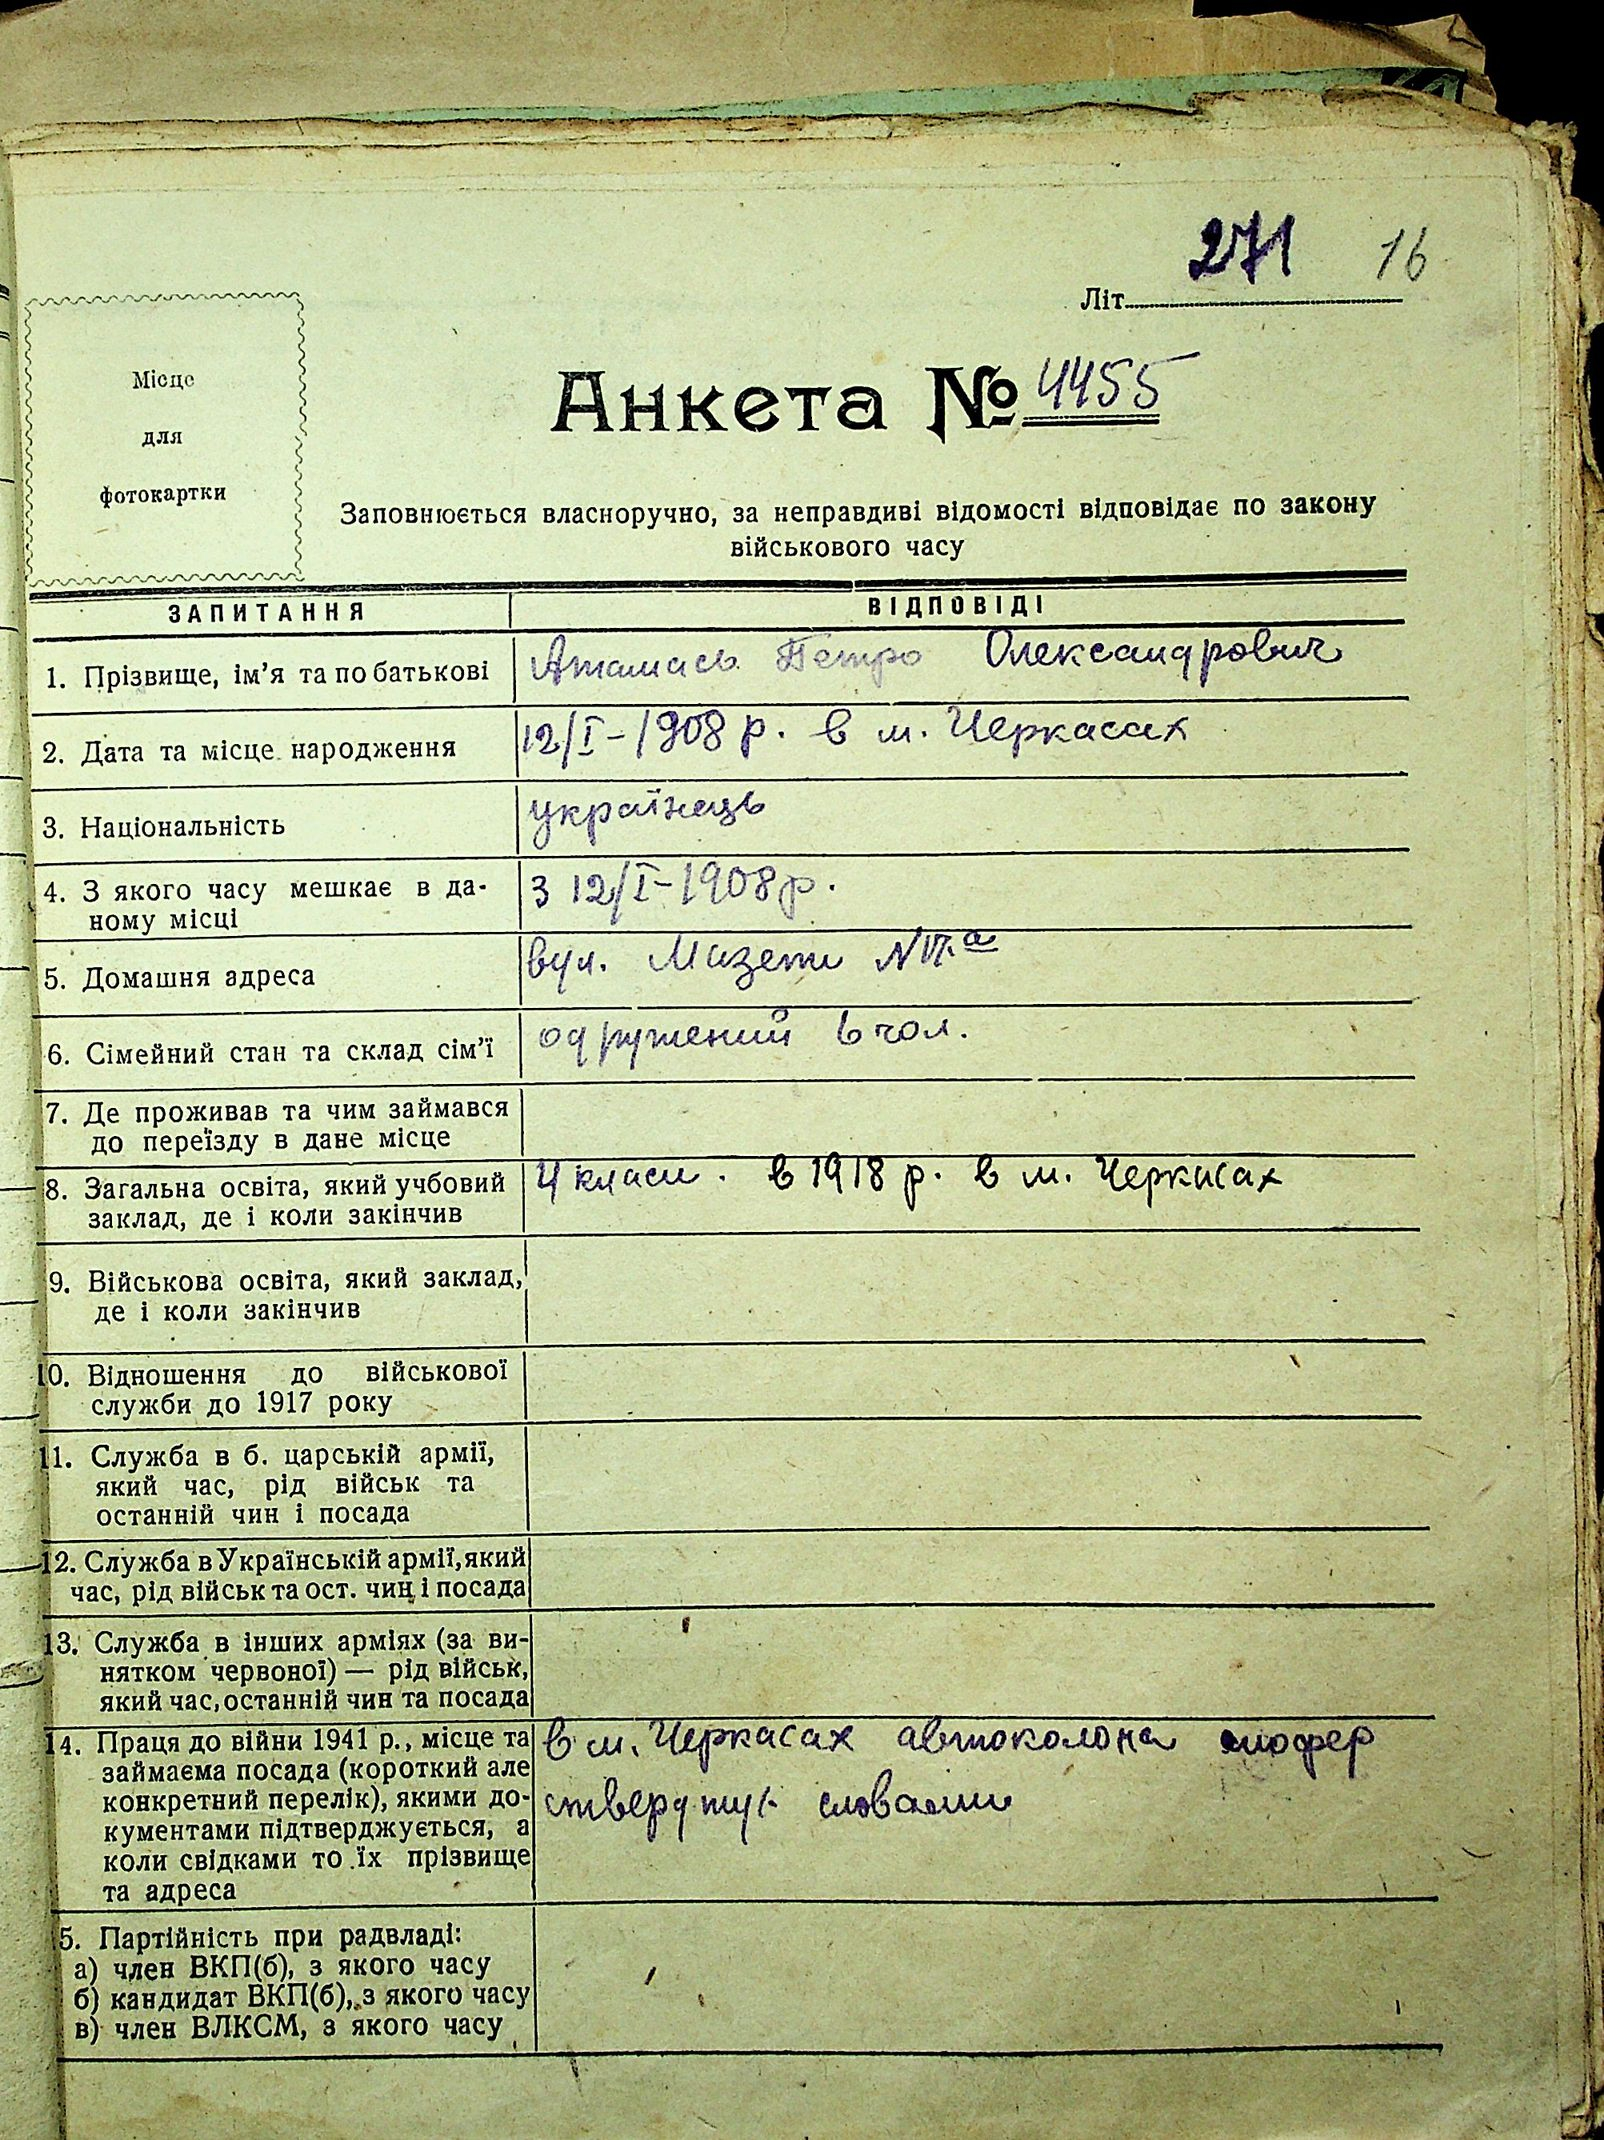 271 16
Літ
Місце
для
фотокартки
Анкета № 4455
Заповнюється власноручно, за неправдиві відомості відповідає по закону
військового часу
ЗАПИТАННЯ ВІДПОВІДІ
1. Прізвище, ім’я та по батькові Атамась Петро Олександрович
2. Дата та місце народження 12/I-1908 р. в м. Черкасах
3. Національність українець
4. З якого часу мешкає в да-
ному місці
з 12/I-1908 р.
5. Домашня адреса вул. Мазепи № 17а
6. Сімейний стан та склад сім’ї одружений 6 чол.
7. Де проживав та чим займався
до переїзду в дане місце
8. Загальна освіта, який учбовий
заклад, де і коли закінчив
4 класи. в 1918 р. в м. Черкасах
9. Військова освіта, який заклад,
де і коли закінчив
10. Відношення до військової
служби до 1917 року
11. Служба в б. царській армії,
який час, рід військ та
останній чин і посада
12. Служба в Українській армії, який
час, рід військ та ост. чин і посада
13. Служба в інших арміях (за ви-
нятком червоної) — рід військ,
який час, останній чин та посада
14. Праця до війни 1941 р., місце та
займаєма посада (короткий але
конкретний перелік), якими до-
кументами підтверджується, а
коли свідками то їх прізвище
та адреса
в м. Черкасах автоколона шофер
5. Партійність при радвладі:
а) член ВКП(б), з якого часу
б) кандидат ВКП(б), з якого часу
в) член ВЛКСМ, з якого часу